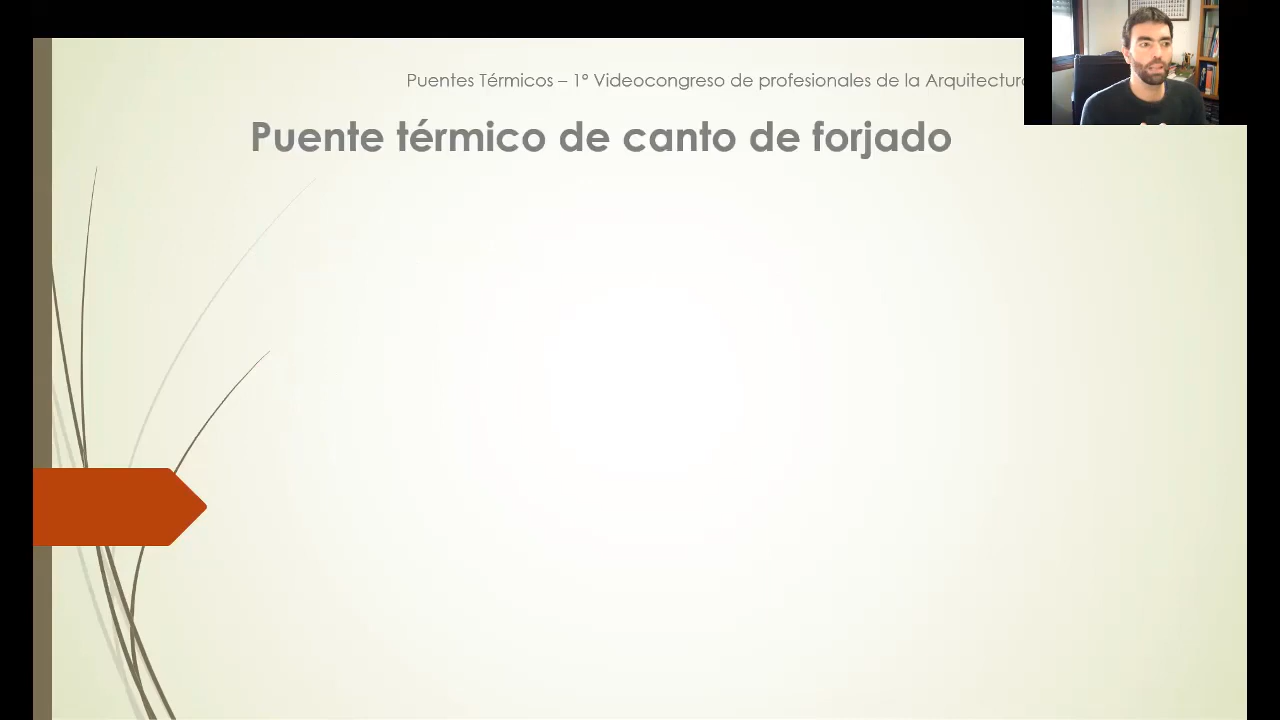 Puentes Térmicos – 1º Videocongreso de profesionales de la Arquitectura
Puente térmico de canto de forjado